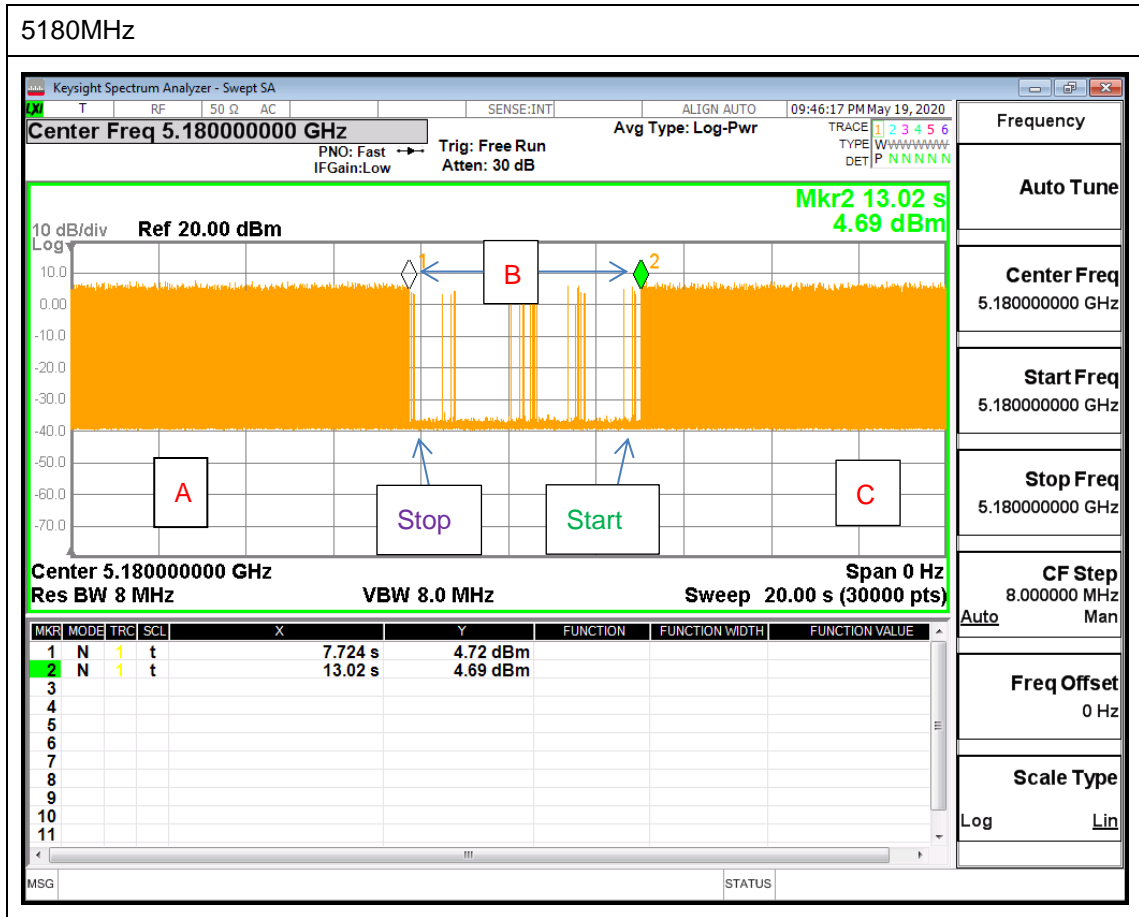 5180MHz
Keysight Spectrum Analyzer - Swept SA
LXI T RF 50 Ω AC SENSE:INT ALIGN AUTO 09:46:17 PM May 19, 2020
Center Freq 5.180000000 GHz
PNO: Fast
IFGain:Low
Trig: Free Run
Atten: 30 dB
Avg Type: Log-Pwr
TRACE 1 2 3 4 5 6
TYPE WWWWWW
DET P N N N N N
Mkr2 13.02 s
4.69 dBm
10 dB/div Ref 20.00 dBm
Log
10.0
0.00
-10.0
-20.0
-30.0
-40.0
-50.0
-60.0
-70.0
1
B
2
A
Stop
Start
C
Center 5.180000000 GHz Span 0 Hz
Res BW 8 MHz VBW 8.0 MHz Sweep 20.00 s (30000 pts)
MKR MODE TRC SCL X Y FUNCTION FUNCTION WIDTH FUNCTION VALUE
1 N 1 t 7.724 s 4.72 dBm
2 N 1 t 13.02 s 4.69 dBm
3
4
5
6
7
8
9
10
11
MSG STATUS
Frequency
Auto Tune
Center Freq
5.180000000 GHz
Start Freq
5.180000000 GHz
Stop Freq
5.180000000 GHz
CF Step
8.000000 MHz
Auto Man
Freq Offset
0 Hz
Scale Type
Log Lin